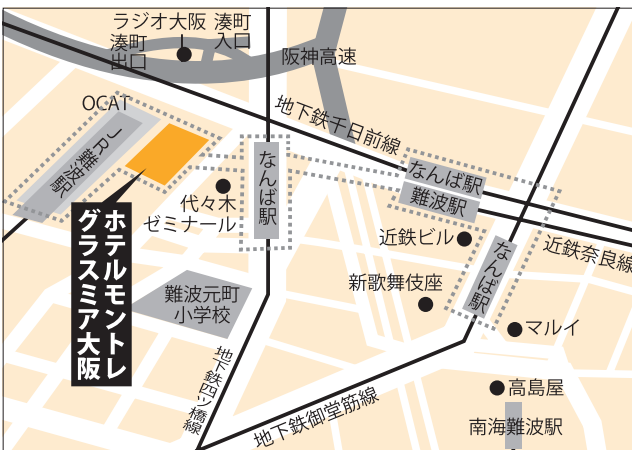 ラジオ大阪
湊町
入口
湊町
出口
阪神高速
OCAT
地下鉄千日前線
JR難波駅
なんば駅
なんば駅
難波駅
代々木
ゼミナール
近鉄ビル
近鉄奈良線
なんば駅
ホテルモントレ
グラスミア大阪
新歌舞伎座
難波元町
小学校
マルイ
地下鉄四ツ橋線
高島屋
地下鉄御堂筋線
南海難波駅